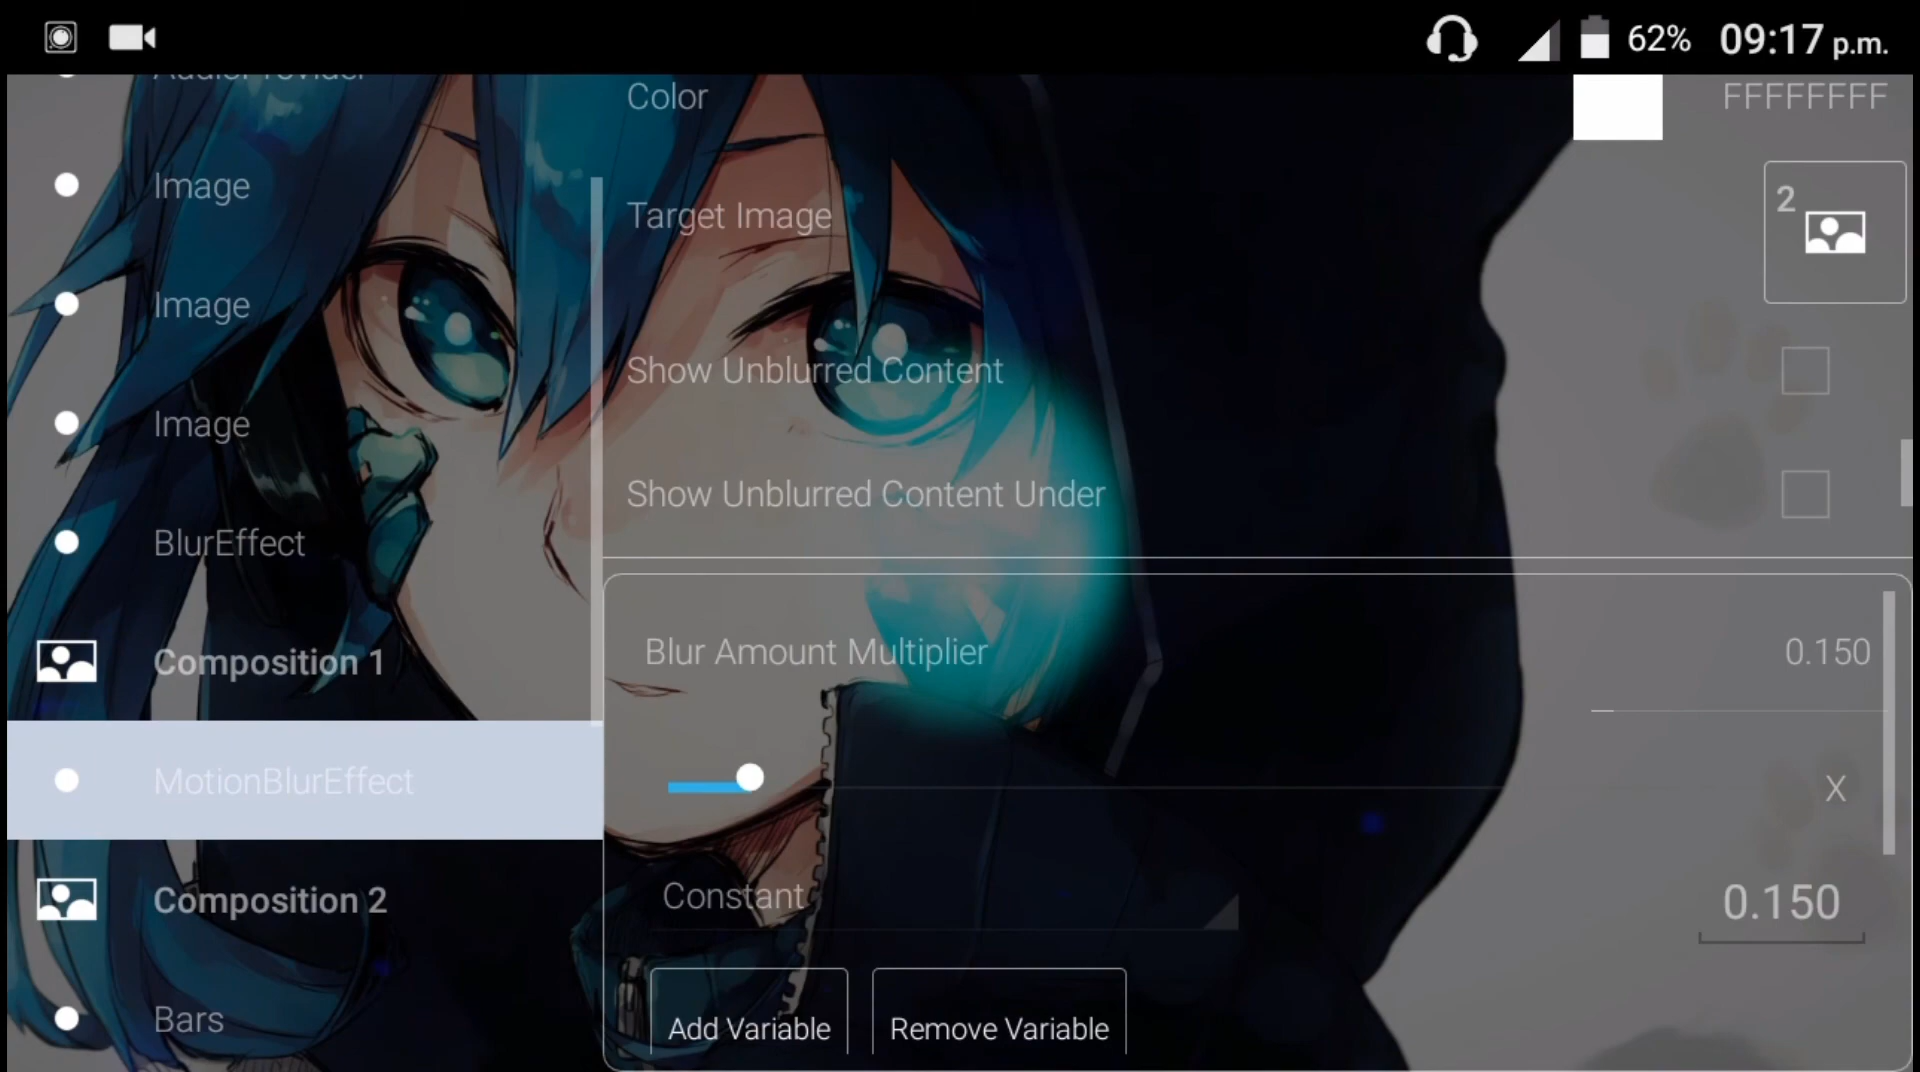 62% 09:17 p.m.
AudioProvider
Image
Image
Image
BlurEffect
Composition 1
MotionBlurEffect
Composition 2
Bars
Color FFFFFFFF
Target Image 2
Show Unblurred Content
Show Unblurred Content Under
Blur Amount Multiplier 0.150
X
Constant 0.150
Add Variable Remove Variable